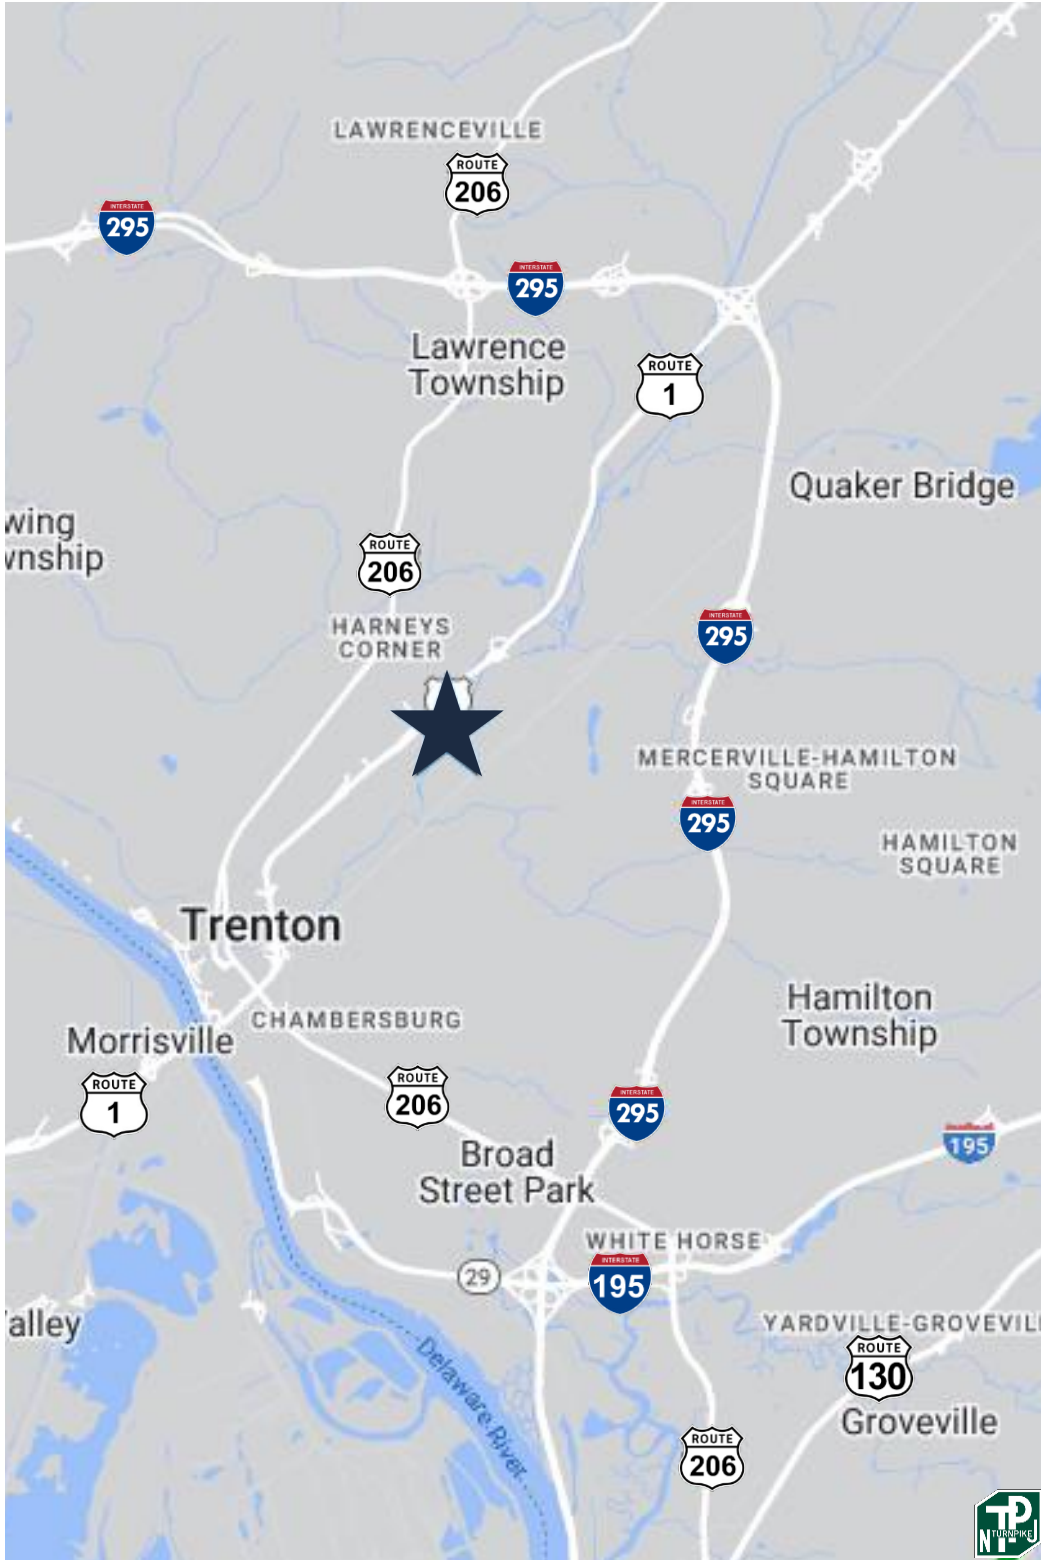 LAWRENCEVILLE
ROUTE
206
INTERSTATE
295
INTERSTATE
295
Lawrence
Township
ROUTE
1
Quaker Bridge
wing
wnship
ROUTE
206
HARNEYS
CORNER
INTERSTATE
295
MERCERVILLE-HAMILTON
SQUARE
INTERSTATE
295
HAMILTON
SQUARE
Trenton
Hamilton
Township
CHAMBERSBURG
Morrisville
ROUTE
1
ROUTE
206
INTERSTATE
295
195
Broad
Street Park
WHITE HORSE
29
INTERSTATE
195
alley
YARDVILLE-GROVEVIL
ROUTE
130
Delaware River
Groveville
ROUTE
206
TP
N TURNPIKE J